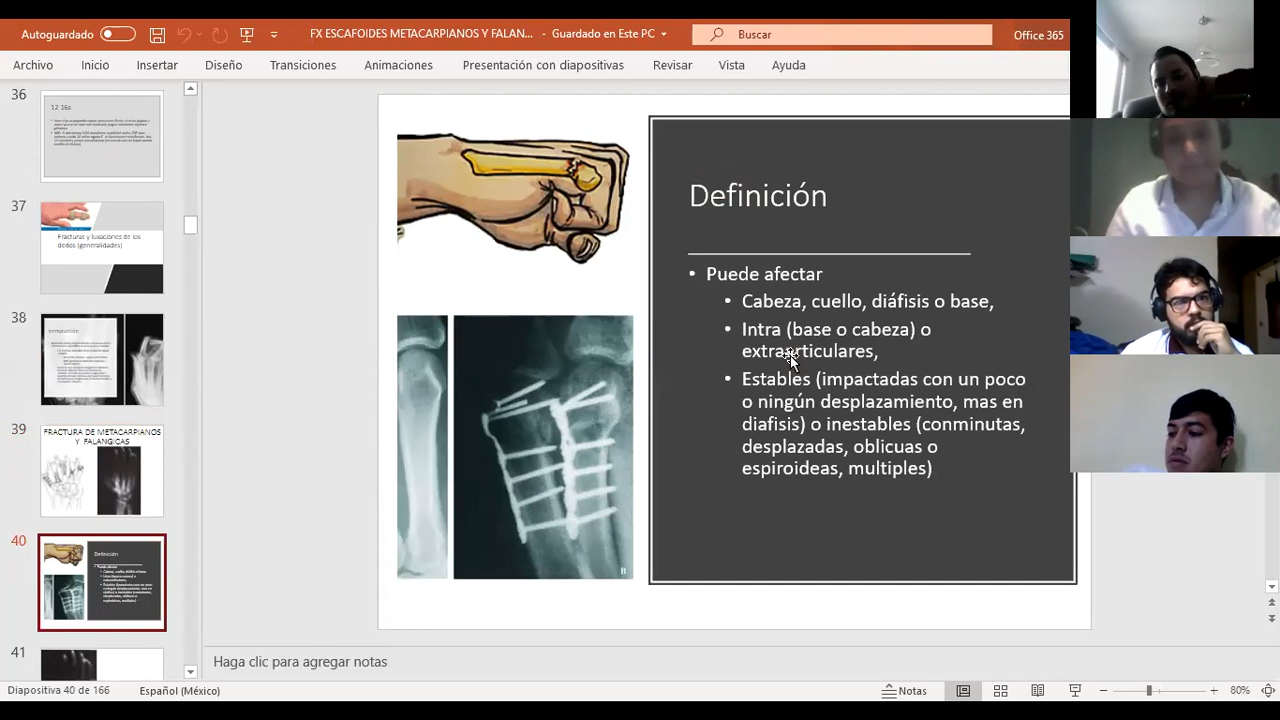 Autoguardado
FX ESCAFOIDES METACARPIANOS Y FALAN... - Guardado en Este PC
Buscar
Office 365
Archivo Inicio Insertar Diseño Transiciones Animaciones Presentación con diapositivas Revisar Vista Ayuda
36
12-16s
37
Fracturas y luxaciones de los
dedos (generalidades)
38
Introducción
39
FRACTURA DE METACARPIANOS
Y FALANGICAS
40
Definición
41
Definición
• Puede afectar
• Cabeza, cuello, diáfisis o base,
• Intra (base o cabeza) o
extraarticulares,
• Estables (impactadas con un poco
o ningún desplazamiento, mas en
diafisis) o inestables (conminutas,
desplazadas, oblicuas o
espiroideas, multiples)
B
Haga clic para agregar notas
Diapositiva 40 de 166 Español (México) Notas 80%